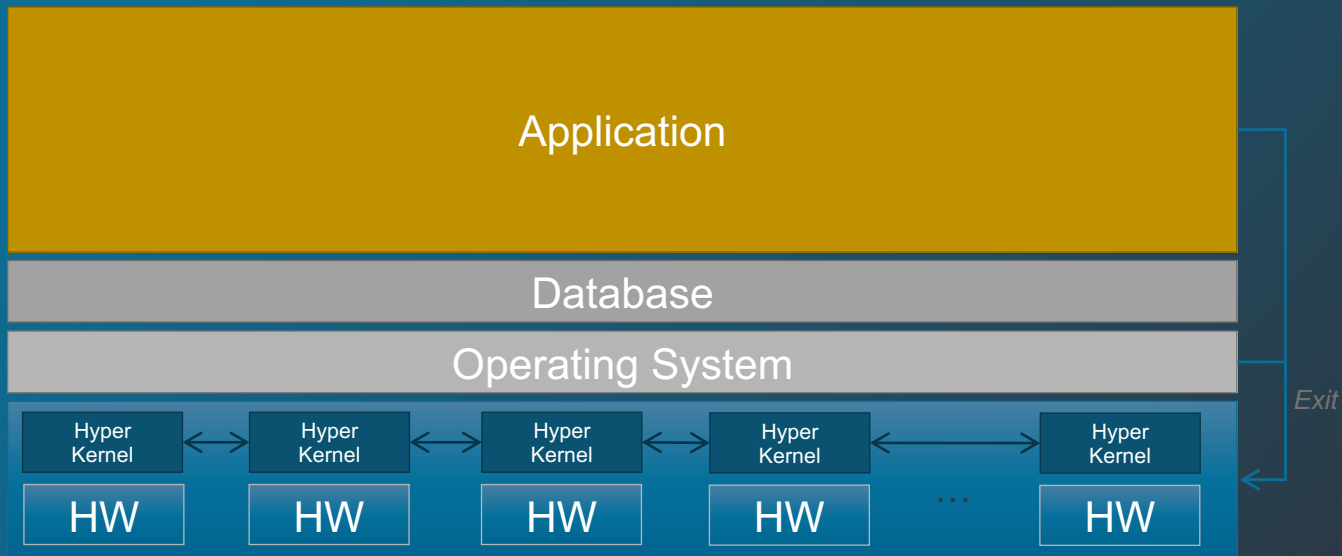 Application
Database
Operating System
Exit
Hyper
Kernel
Hyper
Kernel
Hyper
Kernel
Hyper
Kernel
Hyper
Kernel
HW
HW
HW
HW
...
HW